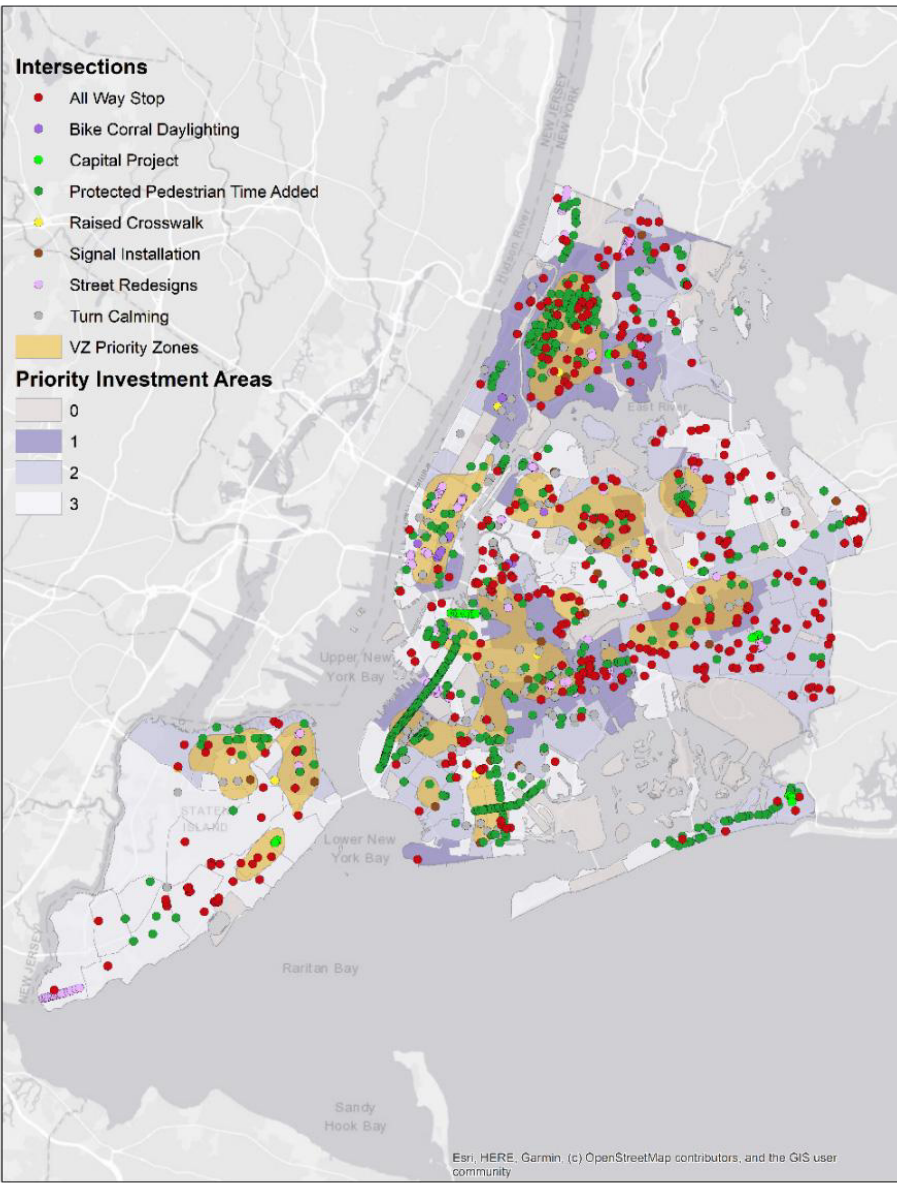 Intersections
All Way Stop
Bike Corral Daylighting
Capital Project
Protected Pedestrian Time Added
Raised Crosswalk
Signal Installation
Street Redesigns
Turn Calming
VZ Priority Zones
Priority Investment Areas
0
1
2
3
NEW JERSEY
NEW YORK
Hudson River
East River
Upper New
York Bay
STATEN
ISLAND
Lower New
York Bay
NEW JERSEY
Raritan Bay
Sandy
Hook Bay
Esri, HERE, Garmin, (c) OpenStreetMap contributors, and the GIS user
community